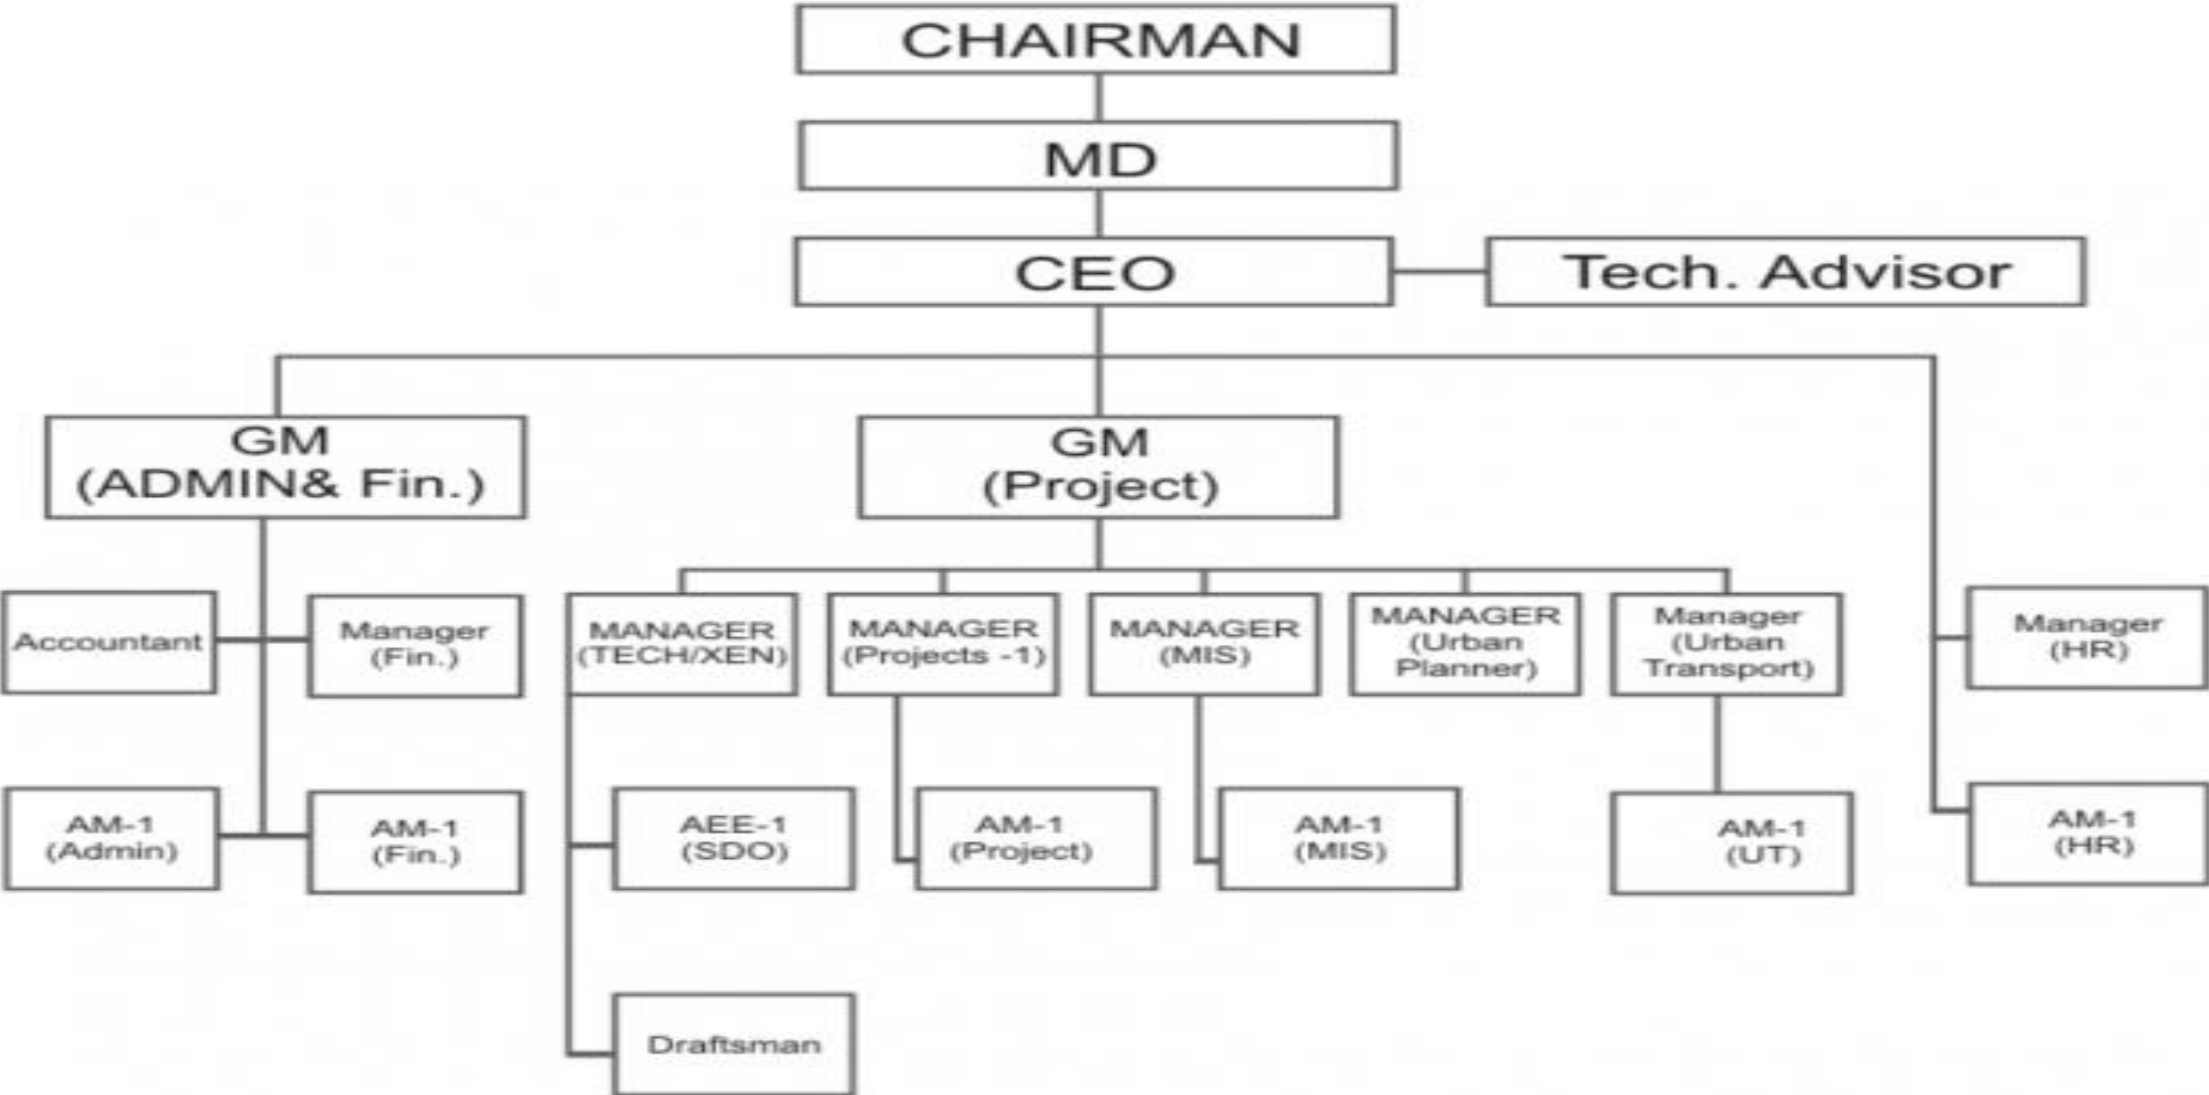 CHAIRMAN
MD
CEO
Tech. Advisor
GM
(ADMIN& Fin.)
GM
(Project)
Accountant
Manager
(Fin.)
MANAGER
(TECH/XEN)
MANAGER
(Projects -1)
MANAGER
(MIS)
MANAGER
(Urban
Planner)
Manager
(Urban
Transport)
Manager
(HR)
AM-1
(Admin)
AM-1
(Fin.)
AEE-1
(SDO)
AM-1
(Project)
AM-1
(MIS)
AM-1
(UT)
AM-1
(HR)
Draftsman